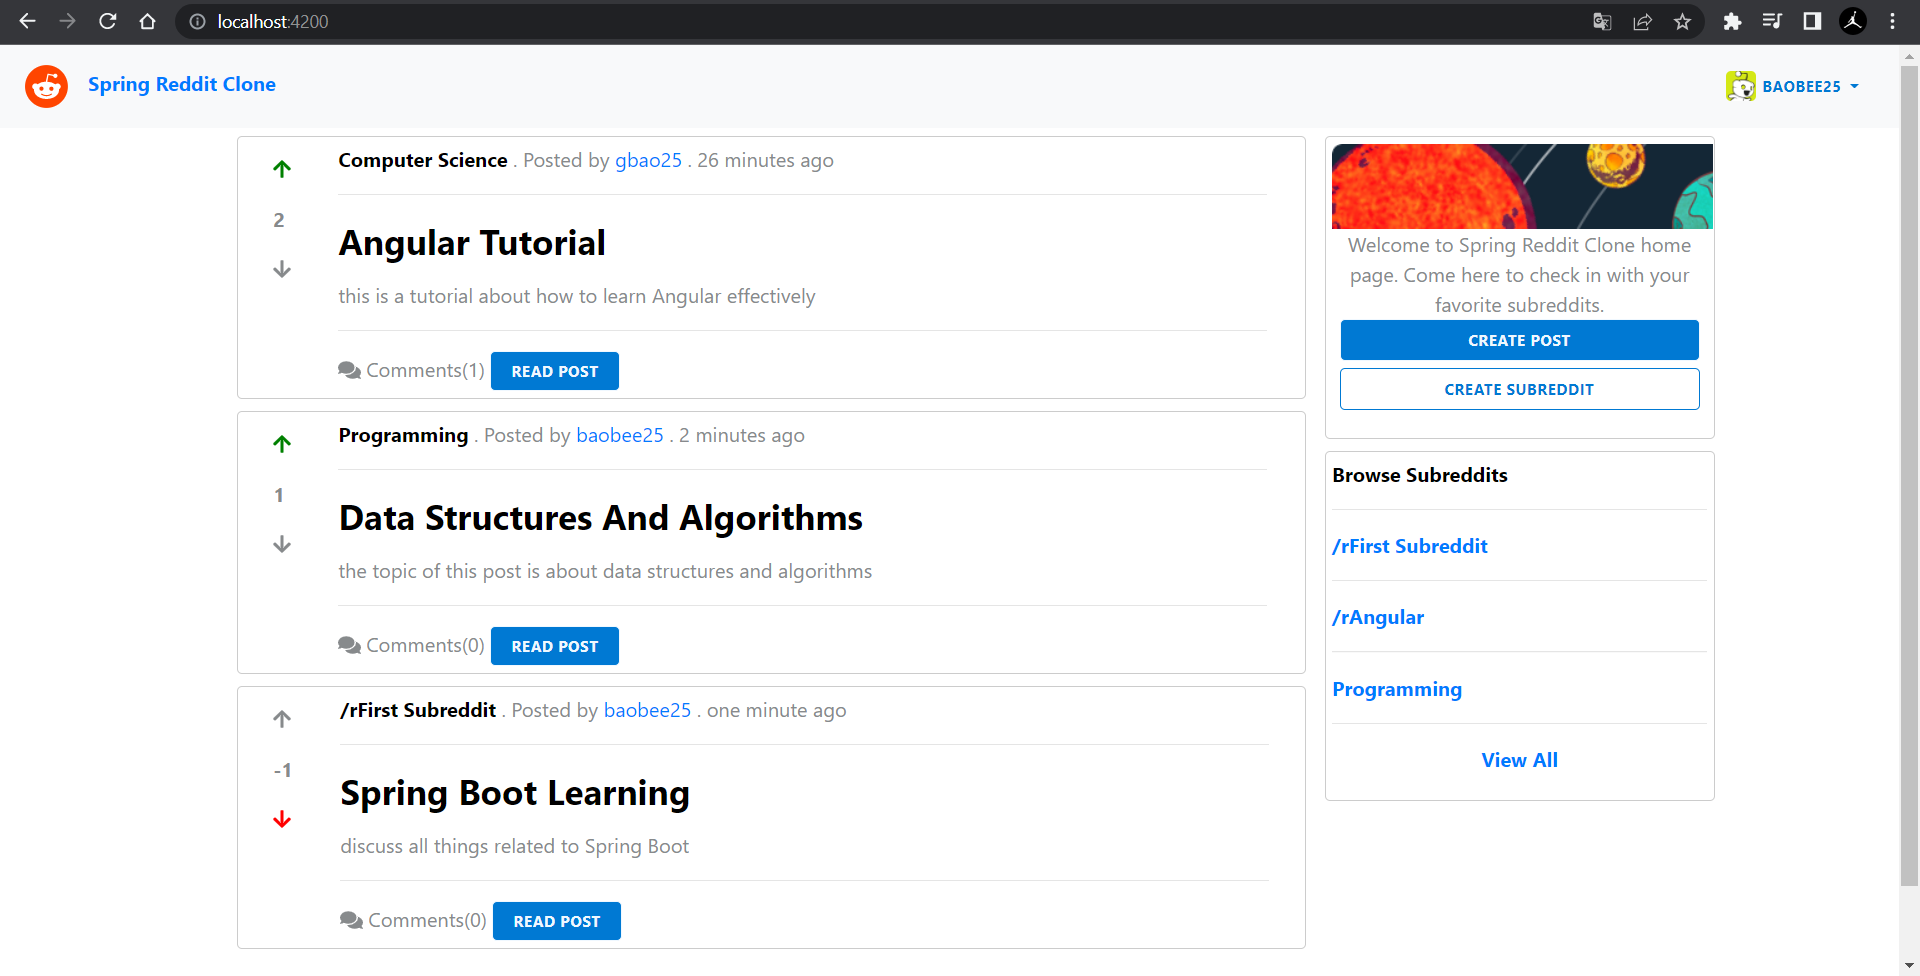 localhost:4200
Spring Reddit Clone
BAOBEE25
Computer Science . Posted by gbao25 . 26 minutes ago
2
Angular Tutorial
this is a tutorial about how to learn Angular effectively
Comments(1) READ POST
Programming . Posted by baobee25 . 2 minutes ago
1
Data Structures And Algorithms
the topic of this post is about data structures and algorithms
Comments(0) READ POST
/rFirst Subreddit . Posted by baobee25 . one minute ago
-1
Spring Boot Learning
discuss all things related to Spring Boot
Comments(0) READ POST
Welcome to Spring Reddit Clone home
page. Come here to check in with your
favorite subreddits.
CREATE POST
CREATE SUBREDDIT
Browse Subreddits
/rFirst Subreddit
/rAngular
Programming
View All